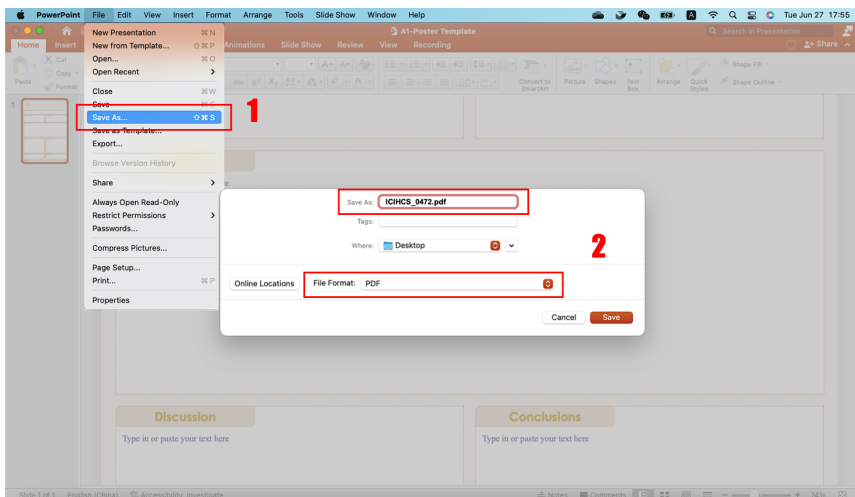 PowerPoint File Edit View Insert Format Arrange Tools Slide Show Window Help Tue Jun 27 17:55
A1-Poster Template
Search in Presentation
Home Insert Animations Slide Show Review View Recording Share
New Presentation ⌘ N
New from Template... ⇧ ⌘ P
Open... ⌘ O
Open Recent >
Close ⌘ W
Save ⌘ S
Save As... ⇧ ⌘ S
Save as Template...
Export...
Browse Version History
Share >
Always Open Read-Only
Restrict Permissions >
Passwords...
Compress Pictures...
Page Setup...
Print... ⌘ P
Properties
Paste
Cut
Copy
Format
Convert to
SmartArt
Picture
Shapes
Text
Box
Arrange
Quick
Styles
Shape Fill
Shape Outline
1
1
Save As: ICIHCS_0472.pdf
Tags:
Where: Desktop
2
Online Locations File Format: PDF
Cancel Save
Discussion
Type in or paste your text here
Conclusions
Type in or paste your text here
Slide 1 of 1 English (China) Accessibility: Investigate Notes Comments 34%